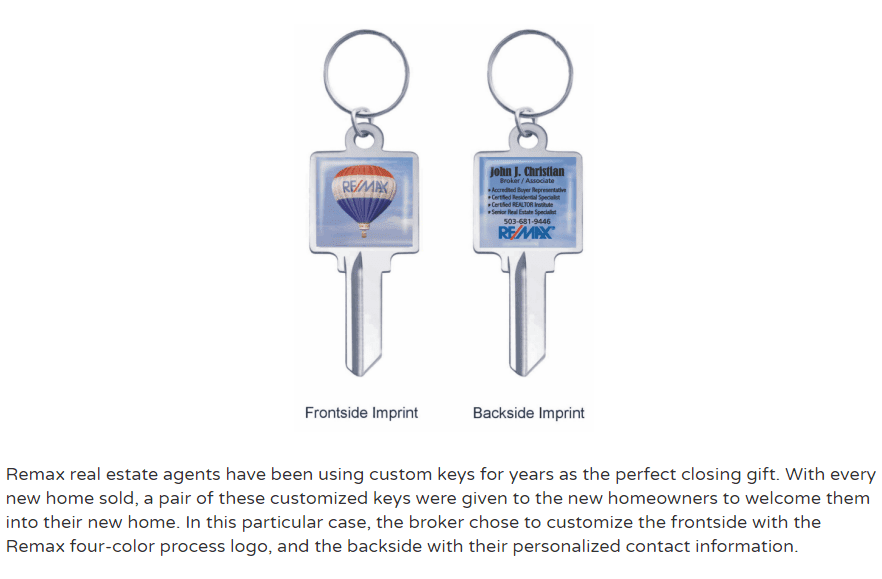 RE/MAX
John J. Christian
Broker / Associate
• Accredited Buyer Representative
• Certified Residential Specialist
• Certified REALTOR Institute
• Senior Real Estate Specialist
503-681-9446
RE/MAX®
Frontside Imprint
Backside Imprint
Remax real estate agents have been using custom keys for years as the perfect closing gift. With every
new home sold, a pair of these customized keys were given to the new homeowners to welcome them
into their new home. In this particular case, the broker chose to customize the frontside with the
Remax four-color process logo, and the backside with their personalized contact information.